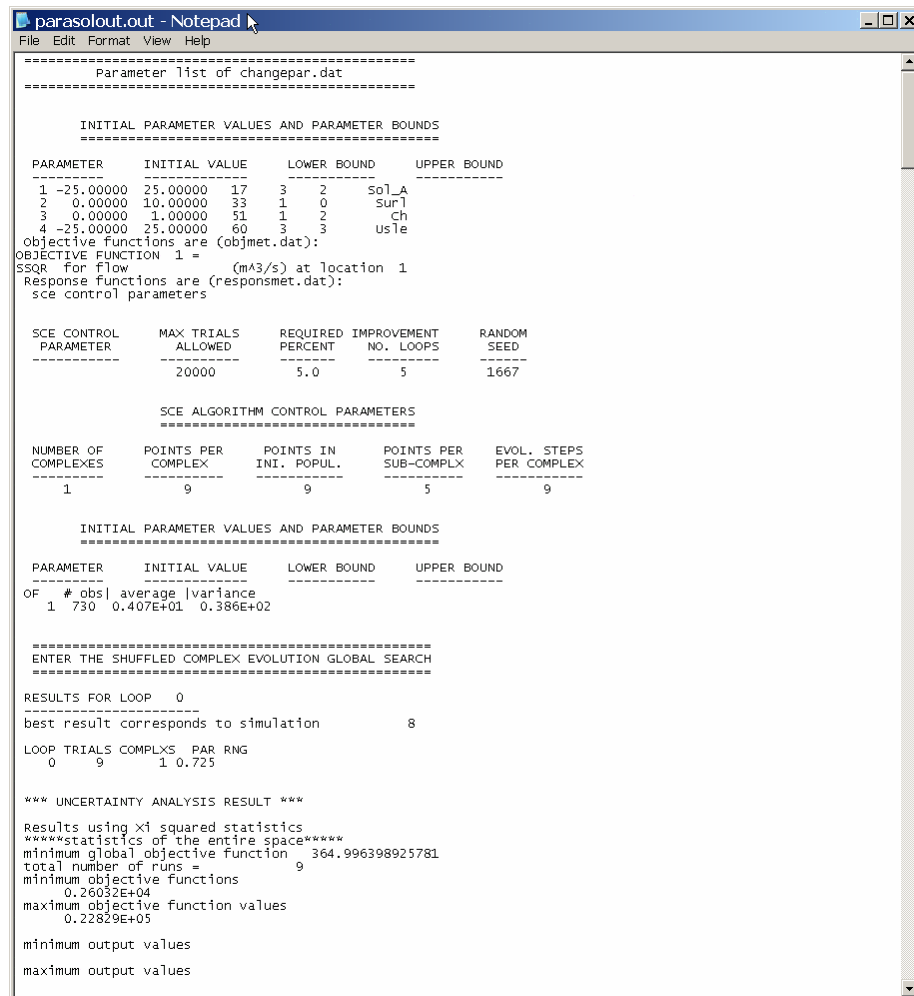 parasolout.out - Notepad
File Edit Format View Help
=================================================
Parameter list of changepar.dat
=================================================
INITIAL PARAMETER VALUES AND PARAMETER BOUNDS
=============================================
PARAMETER INITIAL VALUE LOWER BOUND UPPER BOUND
--------- ------------- ----------- -----------
1 -25.00000 25.00000 17 3 2 Sol_A
2 0.00000 10.00000 33 1 0 Surl
3 0.00000 1.00000 51 1 2 Ch
4 -25.00000 25.00000 60 3 3 Usle
Objective functions are (objmet.dat):
OBJECTIVE FUNCTION 1 =
SSQR for flow (m^3/s) at location 1
Response functions are (responsmet.dat):
sce control parameters
SCE CONTROL MAX TRIALS REQUIRED IMPROVEMENT RANDOM
PARAMETER ALLOWED PERCENT NO. LOOPS SEED
----------- ---------- -------- --------- ------
20000 5.0 5 1667
SCE ALGORITHM CONTROL PARAMETERS
================================
NUMBER OF POINTS PER POINTS IN POINTS PER EVOL. STEPS
COMPLEXES COMPLEX INI. POPUL. SUB-COMPLX PER COMPLEX
--------- ---------- ----------- ---------- -----------
1 9 9 5 9
INITIAL PARAMETER VALUES AND PARAMETER BOUNDS
=============================================
PARAMETER INITIAL VALUE LOWER BOUND UPPER BOUND
--------- ------------- ----------- -----------
OF # obs| average |variance
1 730 0.407E+01 0.386E+02
==================================================
ENTER THE SHUFFLED COMPLEX EVOLUTION GLOBAL SEARCH
==================================================
RESULTS FOR LOOP 0
----------------------
best result corresponds to simulation 8
LOOP TRIALS COMPLXS PAR RNG
0 9 1 0.725
*** UNCERTAINTY ANALYSIS RESULT ***
Results using Xi squared statistics
*****statistics of the entire space*****
minimum global objective function 364.996398925781
total number of runs = 9
minimum objective functions
0.26032E+04
maximum objective function values
0.22829E+05
minimum output values
maximum output values